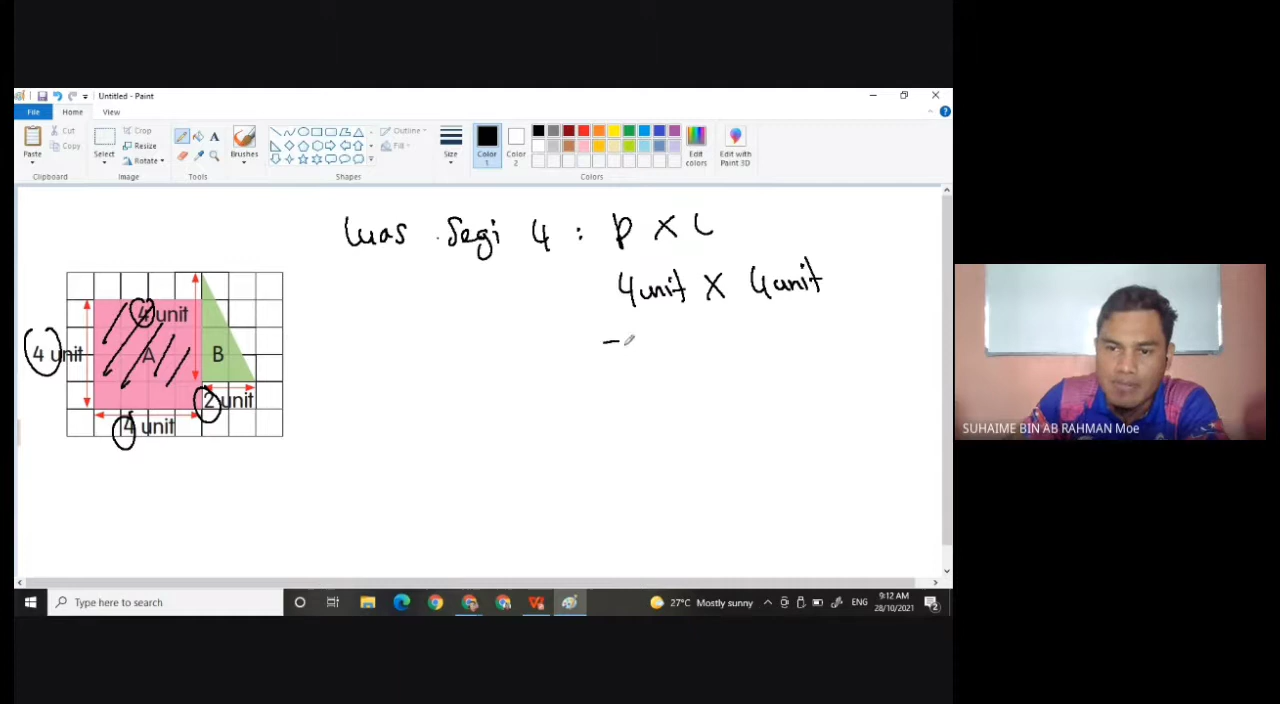 Untitled - Paint
File Home View
Paste
Cut
Copy
Select
Crop
Resize
Rotate
A
Brushes
Outline
Fill
Size
Color 1
Color 2
Edit colors
Edit with Paint 3D
Clipboard Image Tools Shapes Colors
Luas Segi 4 : P X L
4unit X 4unit
4 unit
4 unit
A
B
2 unit
4 unit
SUHAIME BIN AB RAHMAN Moe
Type here to search
27°C Mostly sunny
ENG
9:12 AM
28/10/2021
2